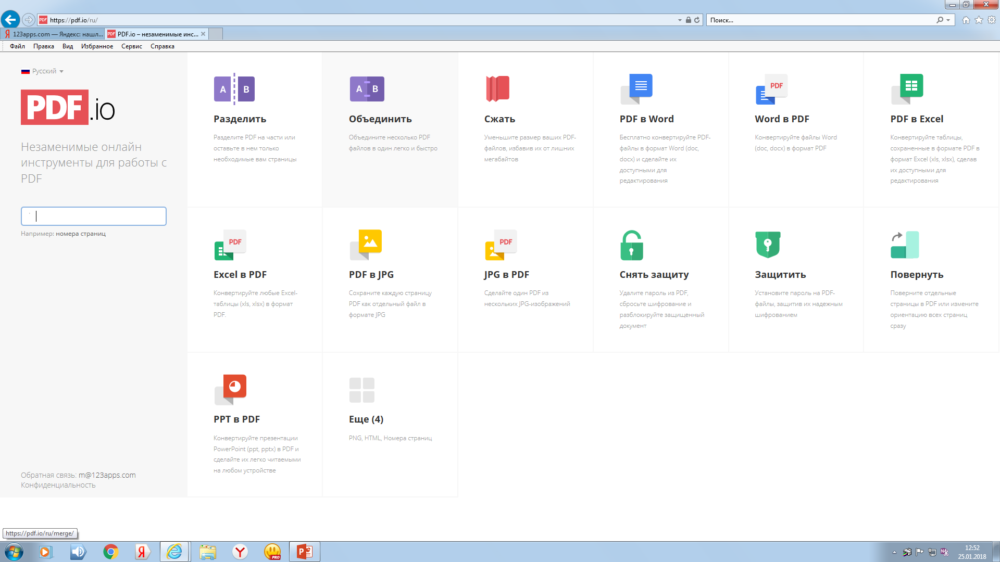 https://pdf.io/ru/
Поиск...
123apps.com — Яндекс: нашл...
PDF.io – незаменимые инс...
Файл Правка Вид Избранное Сервис Справка
Русский
PDF.io
Незаменимые онлайн
инструменты для работы с
PDF
Например: номера страниц
Обратная связь: m@123apps.com
Конфиденциальность
A B
Разделить
Разделите PDF на части или
оставьте в нем только
необходимые вам страницы
A B
Объединить
Объедините несколько PDF
файлов в один легко и быстро
Сжать
Уменьшите размер ваших PDF-
файлов, избавив их от лишних
мегабайтов
PDF в Word
Бесплатно конвертируйте PDF-
файлы в формат Word (doc,
docx) и сделайте их
доступными для
редактирования
PDF
Word в PDF
Конвертируйте файлы Word
(doc, docx) в формат PDF
PDF в Excel
Конвертируйте таблицы,
сохраненные в формате PDF в
формат Excel (xls, xlsx), сделав
их доступными для
редактирования
PDF
Excel в PDF
Конвертируйте любые Excel-
таблицы (xls, xlsx) в формат
PDF.
PDF в JPG
Сохраните каждую страницу
PDF как отдельный файл в
формате JPG
PDF
JPG в PDF
Сделайте один PDF из
нескольких JPG-изображений
Снять защиту
Удалите пароль из PDF,
сбросьте шифрование и
разблокируйте защищенный
документ
Защитить
Установите пароль на PDF-
файлы, защитив их надежным
шифрованием
Повернуть
Поверните отдельные
страницы в PDF или измените
ориентацию всех страниц
сразу
PPT в PDF
Конвертируйте презентации
PowerPoint (ppt, pptx) в PDF и
сделайте их легко читаемыми
на любом устройстве
Еще (4)
PNG, HTML, Номера страниц
https://pdf.io/ru/merge/
12:52
25.01.2018